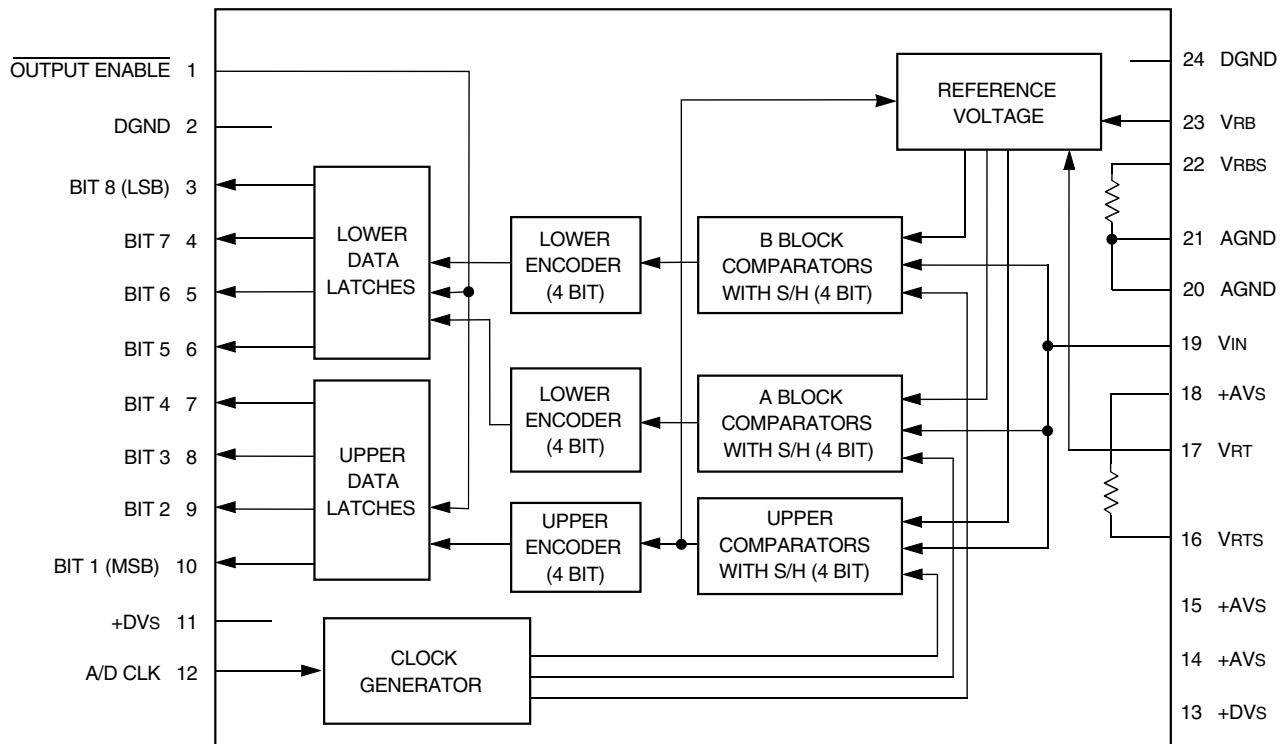 OUTPUT ENABLE 1
DGND 2
BIT 8 (LSB) 3
BIT 7 4
BIT 6 5
BIT 5 6
BIT 4 7
BIT 3 8
BIT 2 9
BIT 1 (MSB) 10
+DVS 11
A/D CLK 12
LOWER
DATA
LATCHES
UPPER
DATA
LATCHES
LOWER
ENCODER
(4 BIT)
LOWER
ENCODER
(4 BIT)
UPPER
ENCODER
(4 BIT)
CLOCK
GENERATOR
REFERENCE
VOLTAGE
B BLOCK
COMPARATORS
WITH S/H (4 BIT)
A BLOCK
COMPARATORS
WITH S/H (4 BIT)
UPPER
COMPARATORS
WITH S/H (4 BIT)
24 DGND
23 VRB
22 VRBS
21 AGND
20 AGND
19 VIN
18 +AVS
17 VRT
16 VRTS
15 +AVS
14 +AVS
13 +DVS